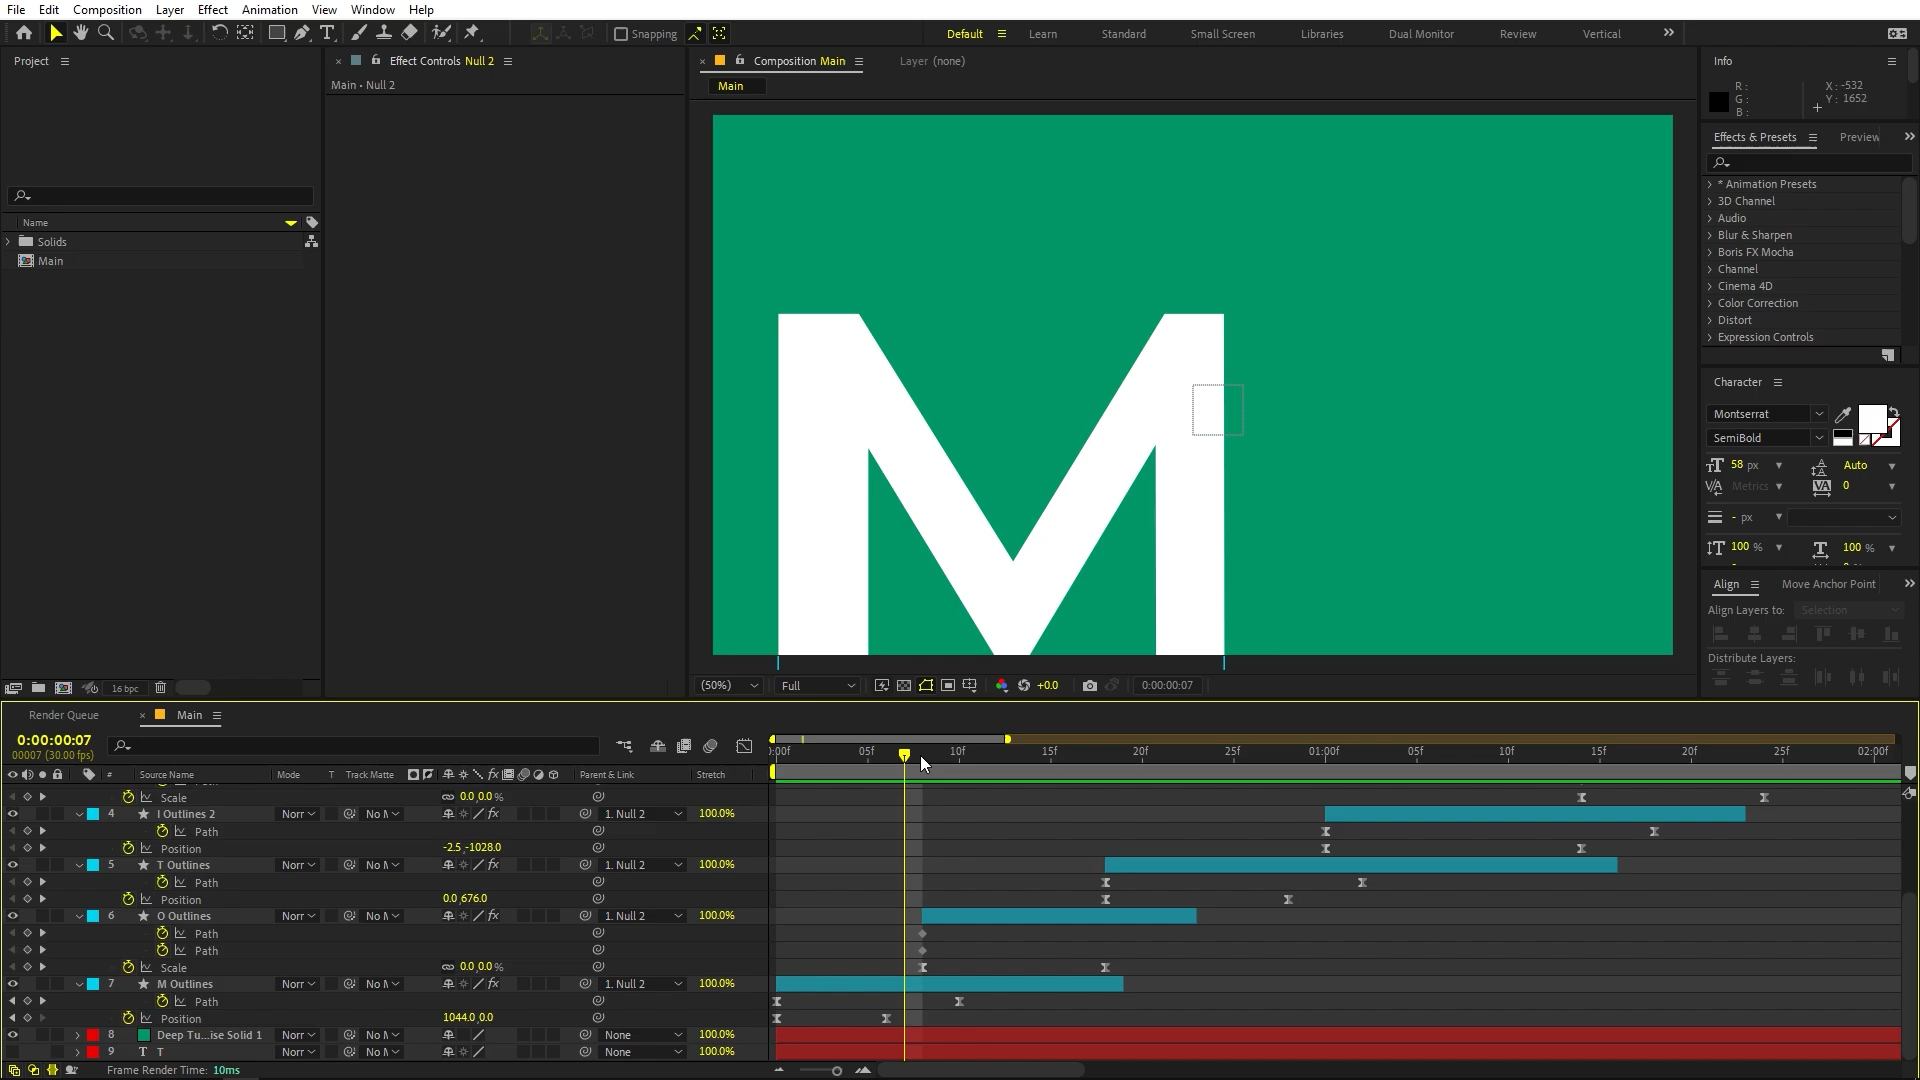 File Edit Composition Layer Effect Animation View Window Help
Snapping
Default Learn Standard Small Screen Libraries Dual Monitor Review Vertical
Project
Name
Solids
Main
16 bpc
Effect Controls Null 2
Main • Null 2
Composition Main Layer (none)
Main
M
(50%) Full +0.0 0:00:00:07
Info
R :
G :
B :
X : -532
Y : 1652
Effects & Presets Preview
* Animation Presets
3D Channel
Audio
Blur & Sharpen
Boris FX Mocha
Channel
Cinema 4D
Color Correction
Distort
Expression Controls
Character
Montserrat
SemiBold
58 px Auto
Metrics 0
- px
100 % 100 %
Align Move Anchor Point
Align Layers to: Selection
Distribute Layers:
Render Queue Main
0:00:00:07
00007 (30.00 fps)
:00f 05f 10f 15f 20f 25f 01:00f 05f 10f 15f 20f 25f 02:00f
# Source Name Mode T Track Matte Parent & Link Stretch
Scale 0.0,0.0 %
4 I Outlines 2 Norr No M 1. Null 2 100.0%
Path
Position -2.5,-1028.0
5 T Outlines Norr No M 1. Null 2 100.0%
Path
Position 0.0,676.0
6 O Outlines Norr No M 1. Null 2 100.0%
Path
Path
Scale 0.0,0.0 %
7 M Outlines Norr No M 1. Null 2 100.0%
Path
Position 1044.0,0.0
8 Deep Tu...ise Solid 1 Norr No M None 100.0%
9 T T Norr No M None 100.0%
Frame Render Time: 10ms